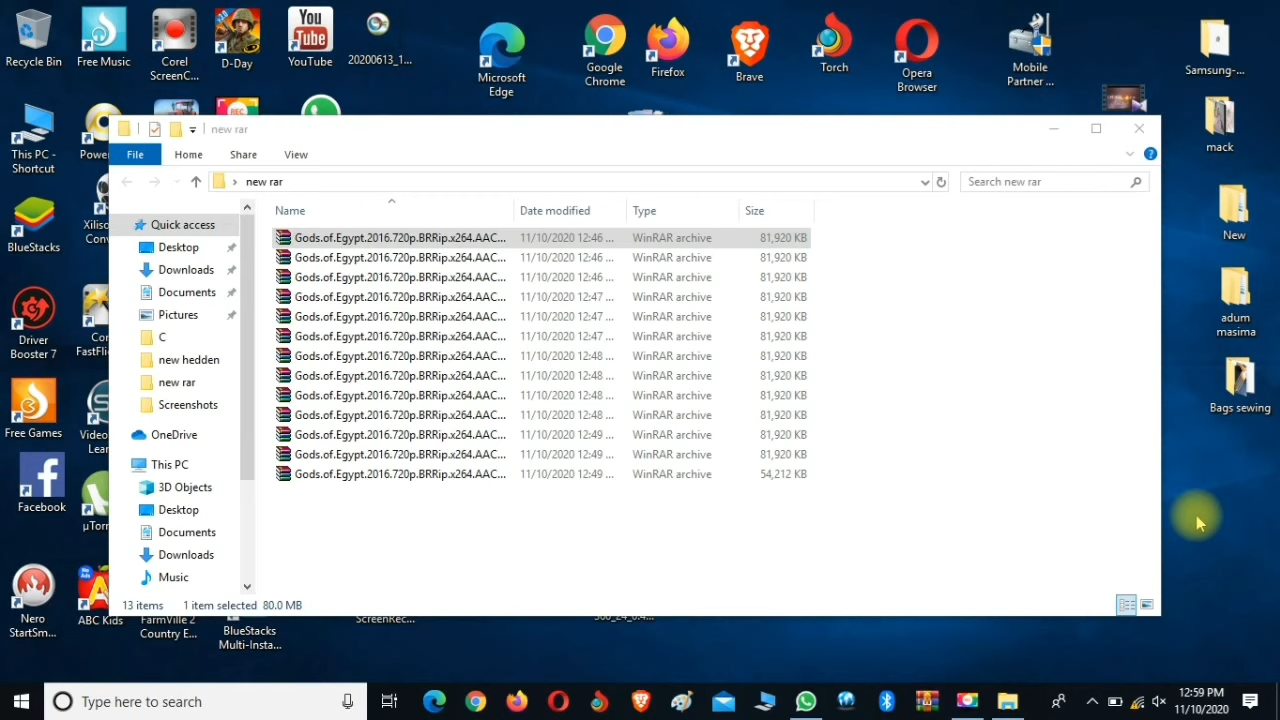 You
Tube
Recycle Bin
Free Music
Corel
ScreenC...
D-Day
YouTube
20200613_1...
Microsoft
Edge
Google
Chrome
Firefox
Brave
Torch
Opera
Browser
Mobile
Partner ...
Samsung-...
This PC -
Shortcut
REC
mack
BlueStacks
New
Driver
Booster 7
adum
masima
Free Games
Bags sewing
Facebook
Nero
StartSm...
ABC Kids
FarmVille 2
Country E...
BlueStacks
Multi-Insta...
ScreenRec...
new rar
File
Home
Share
View
new rar
Search new rar
Name
Date modified
Type
Size
Quick access
Desktop
Downloads
Documents
Pictures
C
new hedden
new rar
Screenshots
OneDrive
This PC
3D Objects
Desktop
Documents
Downloads
Music
Gods.of.Egypt.2016.720p.BRRip.x264.AAC... 11/10/2020 12:46 ... WinRAR archive 81,920 KB
Gods.of.Egypt.2016.720p.BRRip.x264.AAC... 11/10/2020 12:46 ... WinRAR archive 81,920 KB
Gods.of.Egypt.2016.720p.BRRip.x264.AAC... 11/10/2020 12:46 ... WinRAR archive 81,920 KB
Gods.of.Egypt.2016.720p.BRRip.x264.AAC... 11/10/2020 12:47 ... WinRAR archive 81,920 KB
Gods.of.Egypt.2016.720p.BRRip.x264.AAC... 11/10/2020 12:47 ... WinRAR archive 81,920 KB
Gods.of.Egypt.2016.720p.BRRip.x264.AAC... 11/10/2020 12:47 ... WinRAR archive 81,920 KB
Gods.of.Egypt.2016.720p.BRRip.x264.AAC... 11/10/2020 12:48 ... WinRAR archive 81,920 KB
Gods.of.Egypt.2016.720p.BRRip.x264.AAC... 11/10/2020 12:48 ... WinRAR archive 81,920 KB
Gods.of.Egypt.2016.720p.BRRip.x264.AAC... 11/10/2020 12:48 ... WinRAR archive 81,920 KB
Gods.of.Egypt.2016.720p.BRRip.x264.AAC... 11/10/2020 12:48 ... WinRAR archive 81,920 KB
Gods.of.Egypt.2016.720p.BRRip.x264.AAC... 11/10/2020 12:49 ... WinRAR archive 81,920 KB
Gods.of.Egypt.2016.720p.BRRip.x264.AAC... 11/10/2020 12:49 ... WinRAR archive 81,920 KB
Gods.of.Egypt.2016.720p.BRRip.x264.AAC... 11/10/2020 12:49 ... WinRAR archive 54,212 KB
13 items
1 item selected 80.0 MB
Type here to search
12:59 PM
11/10/2020